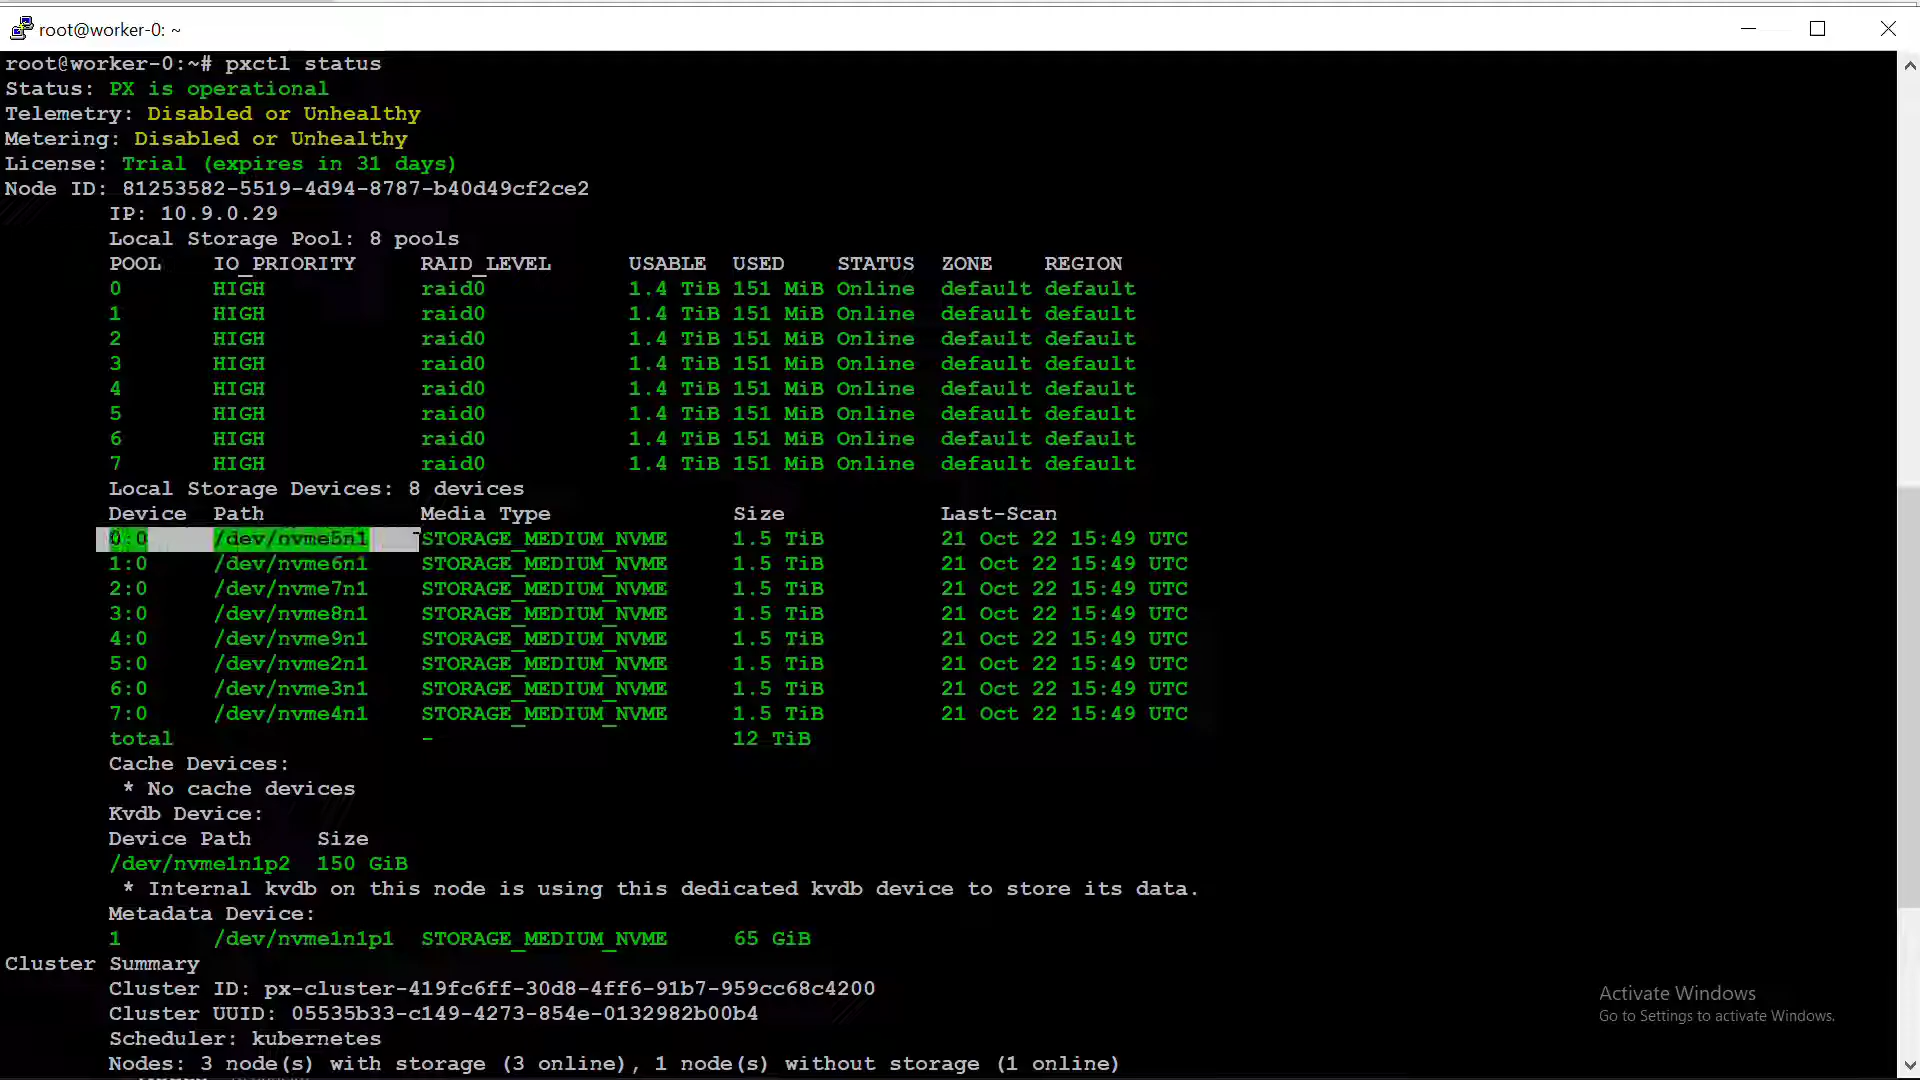 root@worker-0: ~
root@worker-0:~# pxctl status
Status: PX is operational
Telemetry: Disabled or Unhealthy
Metering: Disabled or Unhealthy
License: Trial (expires in 31 days)
Node ID: 81253582-5519-4d94-8787-b40d49cf2ce2
IP: 10.9.0.29
Local Storage Pool: 8 pools
POOL IO_PRIORITY RAID_LEVEL USABLE USED STATUS ZONE REGION
0 HIGH raid0 1.4 TiB 151 MiB Online default default
1 HIGH raid0 1.4 TiB 151 MiB Online default default
2 HIGH raid0 1.4 TiB 151 MiB Online default default
3 HIGH raid0 1.4 TiB 151 MiB Online default default
4 HIGH raid0 1.4 TiB 151 MiB Online default default
5 HIGH raid0 1.4 TiB 151 MiB Online default default
6 HIGH raid0 1.4 TiB 151 MiB Online default default
7 HIGH raid0 1.4 TiB 151 MiB Online default default
Local Storage Devices: 8 devices
Device Path Media Type Size Last-Scan
0:0 /dev/nvme5n1 STORAGE_MEDIUM_NVME 1.5 TiB 21 Oct 22 15:49 UTC
1:0 /dev/nvme6n1 STORAGE_MEDIUM_NVME 1.5 TiB 21 Oct 22 15:49 UTC
2:0 /dev/nvme7n1 STORAGE_MEDIUM_NVME 1.5 TiB 21 Oct 22 15:49 UTC
3:0 /dev/nvme8n1 STORAGE_MEDIUM_NVME 1.5 TiB 21 Oct 22 15:49 UTC
4:0 /dev/nvme9n1 STORAGE_MEDIUM_NVME 1.5 TiB 21 Oct 22 15:49 UTC
5:0 /dev/nvme2n1 STORAGE_MEDIUM_NVME 1.5 TiB 21 Oct 22 15:49 UTC
6:0 /dev/nvme3n1 STORAGE_MEDIUM_NVME 1.5 TiB 21 Oct 22 15:49 UTC
7:0 /dev/nvme4n1 STORAGE_MEDIUM_NVME 1.5 TiB 21 Oct 22 15:49 UTC
total - 12 TiB
Cache Devices:
* No cache devices
Kvdb Device:
Device Path Size
/dev/nvme1n1p2 150 GiB
* Internal kvdb on this node is using this dedicated kvdb device to store its data.
Metadata Device:
1 /dev/nvme1n1p1 STORAGE_MEDIUM_NVME 65 GiB
Cluster Summary
Cluster ID: px-cluster-419fc6ff-30d8-4ff6-91b7-959cc68c4200
Cluster UUID: 05535b33-c149-4273-854e-0132982b00b4
Scheduler: kubernetes
Nodes: 3 node(s) with storage (3 online), 1 node(s) without storage (1 online)
Activate Windows
Go to Settings to activate Windows.